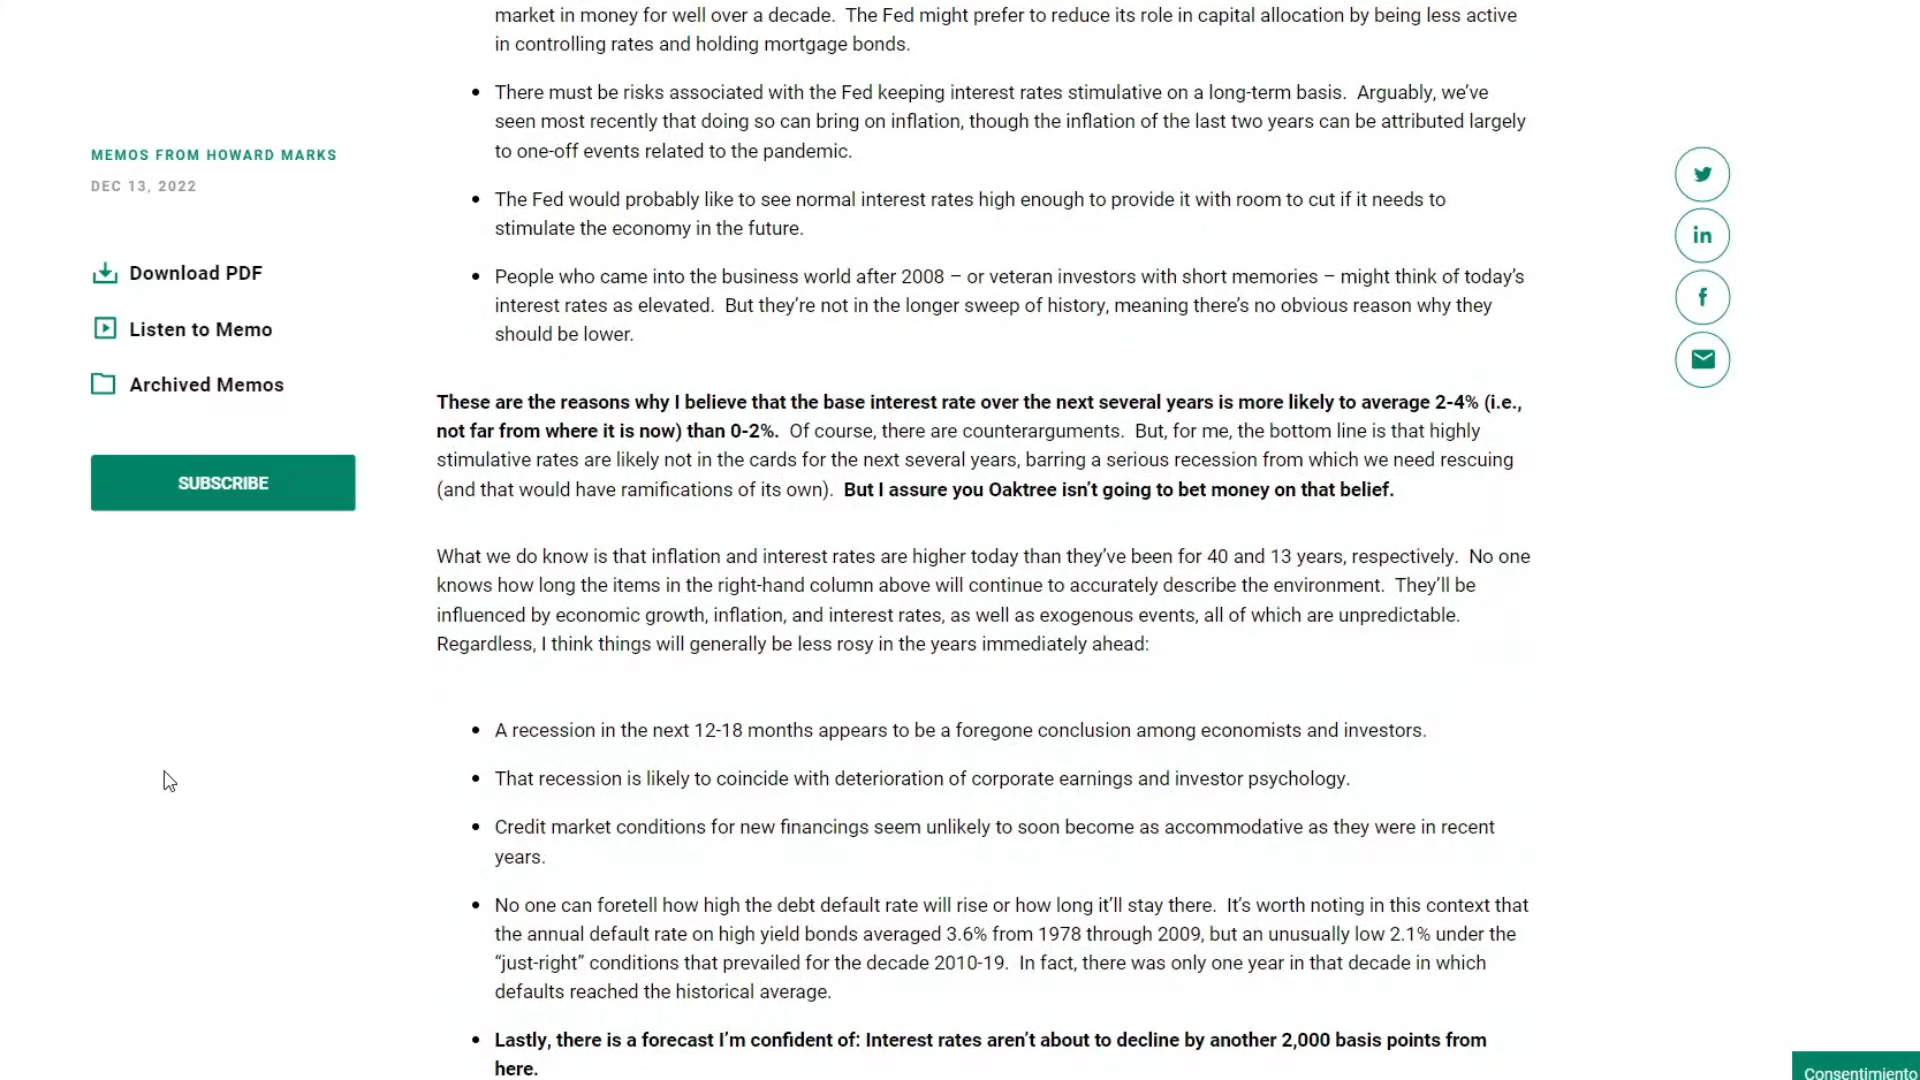 market in money for well over a decade. The Fed might prefer to reduce its role in capital allocation by being less active
in controlling rates and holding mortgage bonds.
• There must be risks associated with the Fed keeping interest rates stimulative on a long-term basis. Arguably, we've
seen most recently that doing so can bring on inflation, though the inflation of the last two years can be attributed largely
to one-off events related to the pandemic.
• The Fed would probably like to see normal interest rates high enough to provide it with room to cut if it needs to
stimulate the economy in the future.
• People who came into the business world after 2008 – or veteran investors with short memories – might think of today's
interest rates as elevated. But they're not in the longer sweep of history, meaning there's no obvious reason why they
should be lower.
These are the reasons why I believe that the base interest rate over the next several years is more likely to average 2-4% (i.e.,
not far from where it is now) than 0-2%. Of course, there are counterarguments. But, for me, the bottom line is that highly
stimulative rates are likely not in the cards for the next several years, barring a serious recession from which we need rescuing
(and that would have ramifications of its own). But I assure you Oaktree isn't going to bet money on that belief.
What we do know is that inflation and interest rates are higher today than they've been for 40 and 13 years, respectively. No one
knows how long the items in the right-hand column above will continue to accurately describe the environment. They'll be
influenced by economic growth, inflation, and interest rates, as well as exogenous events, all of which are unpredictable.
Regardless, I think things will generally be less rosy in the years immediately ahead:
• A recession in the next 12-18 months appears to be a foregone conclusion among economists and investors.
• That recession is likely to coincide with deterioration of corporate earnings and investor psychology.
• Credit market conditions for new financings seem unlikely to soon become as accommodative as they were in recent
years.
• No one can foretell how high the debt default rate will rise or how long it'll stay there. It's worth noting in this context that
the annual default rate on high yield bonds averaged 3.6% from 1978 through 2009, but an unusually low 2.1% under the
“just-right” conditions that prevailed for the decade 2010-19. In fact, there was only one year in that decade in which
defaults reached the historical average.
• Lastly, there is a forecast I'm confident of: Interest rates aren't about to decline by another 2,000 basis points from
here.
MEMOS FROM HOWARD MARKS
DEC 13, 2022
Download PDF
Listen to Memo
Archived Memos
SUBSCRIBE
in
f
Consentimiento